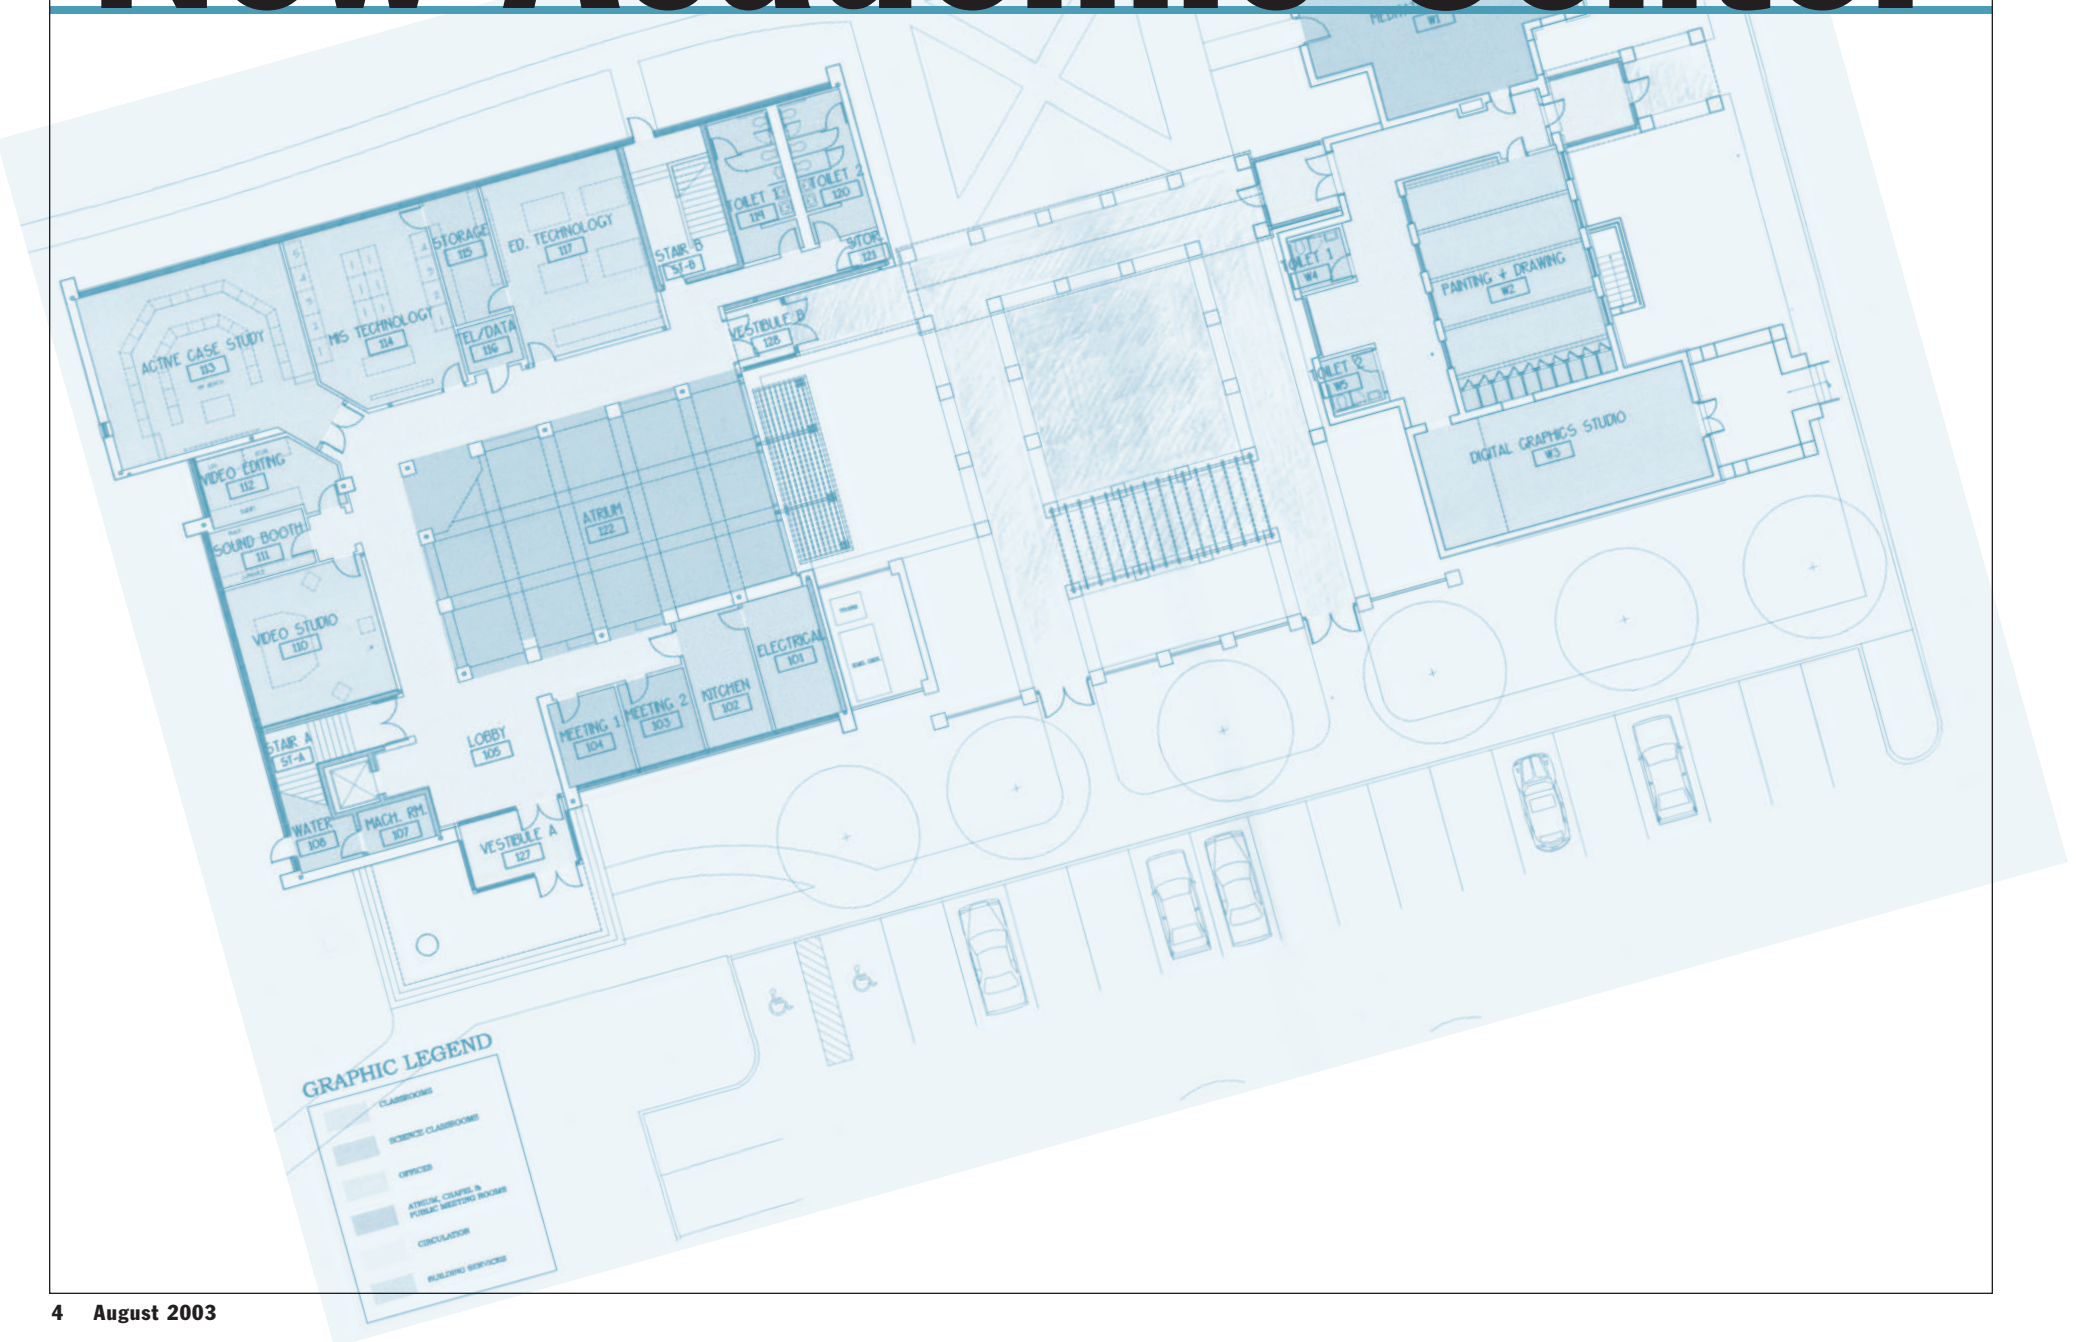 W1
TOILET 1
119
TOILET 2
120
STORAGE
115
ED. TECHNOLOGY
117
STAIR B
ST-B
STOR.
121
TOILET 1
W4
PAINTING + DRAWING
W2
ACTIVE CASE STUDY
113
MIS TECHNOLOGY
114
EL/DATA
116
VESTIBULE B
128
TOILET 2
W5
DIGITAL GRAPHICS STUDIO
W3
VIDEO EDITING
112
SOUND BOOTH
111
ATRIUM
122
VIDEO STUDIO
110
ELECTRICAL
101
KITCHEN
102
MEETING 2
103
MEETING 1
104
LOBBY
105
STAIR A
ST-A
WATER
108
MACH. RM.
107
VESTIBULE A
127
GRAPHIC LEGEND
CLASSROOMS
SCIENCE CLASSROOMS
OFFICES
ATRIUM, CHAPEL &
PUBLIC MEETING ROOMS
CIRCULATION
BUILDING SERVICES
4 August 2003